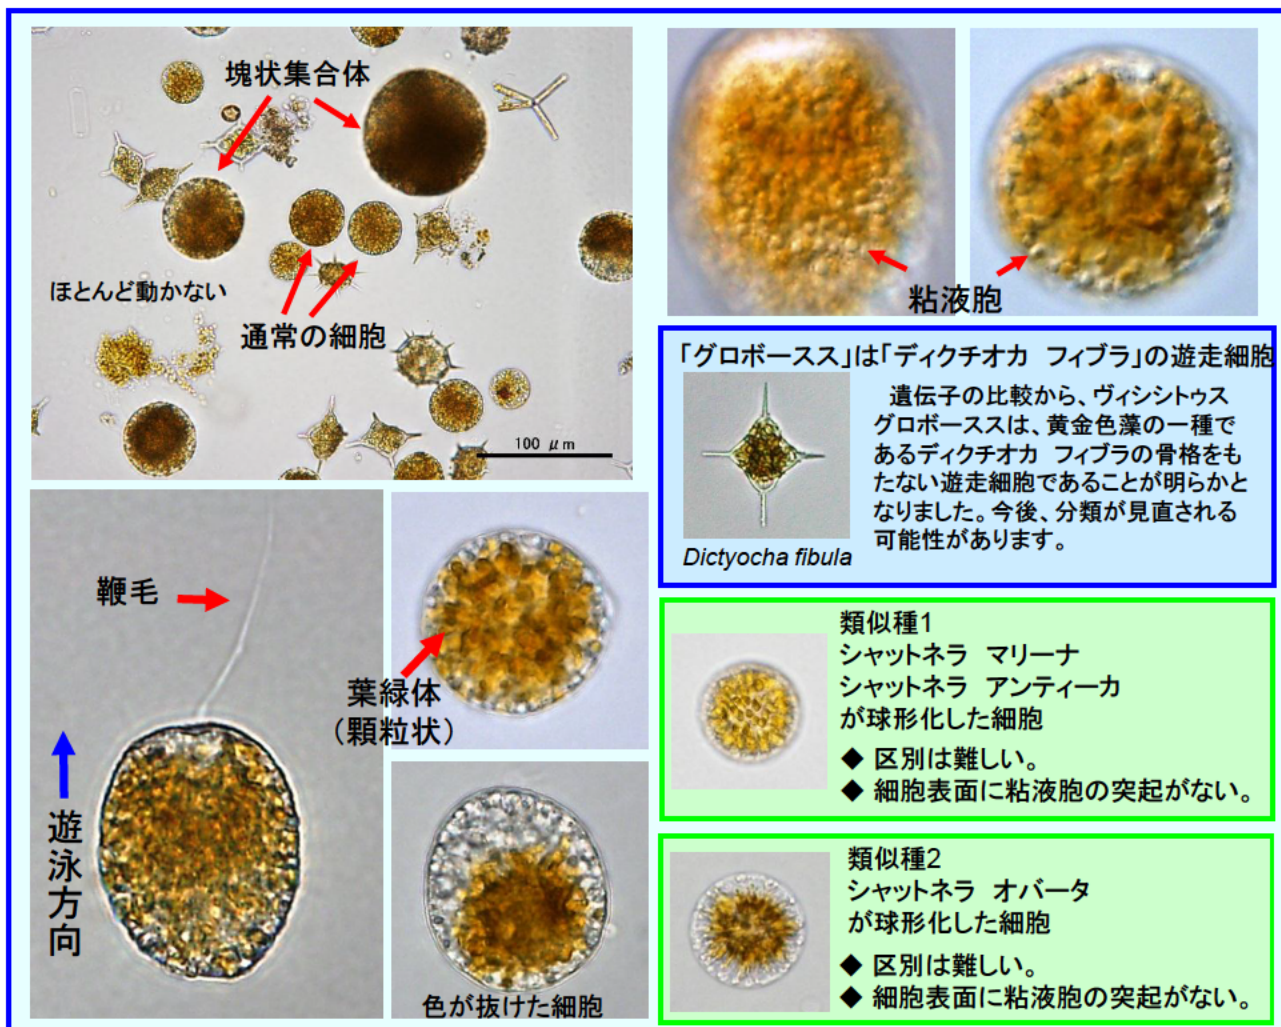 塊状集合体
ほとんど動かない
通常の細胞
100 μm
粘液胞
「グロボースス」は「ディクチオカ　フィブラ」の遊走細胞
遺伝子の比較から、ヴィシシトゥス
グロボーススは、黄金色藻の一種で
あるディクチオカ　フィブラの骨格をも
たない遊走細胞であることが明らかと
なりました。今後、分類が見直される
可能性があります。
Dictyocha fibula
鞭毛
遊泳方向
葉緑体
（顆粒状）
色が抜けた細胞
類似種1
シャットネラ　マリーナ
シャットネラ　アンティーカ
が球形化した細胞
◆ 区別は難しい。
◆ 細胞表面に粘液胞の突起がない。
類似種2
シャットネラ　オバータ
が球形化した細胞
◆ 区別は難しい。
◆ 細胞表面に粘液胞の突起がない。